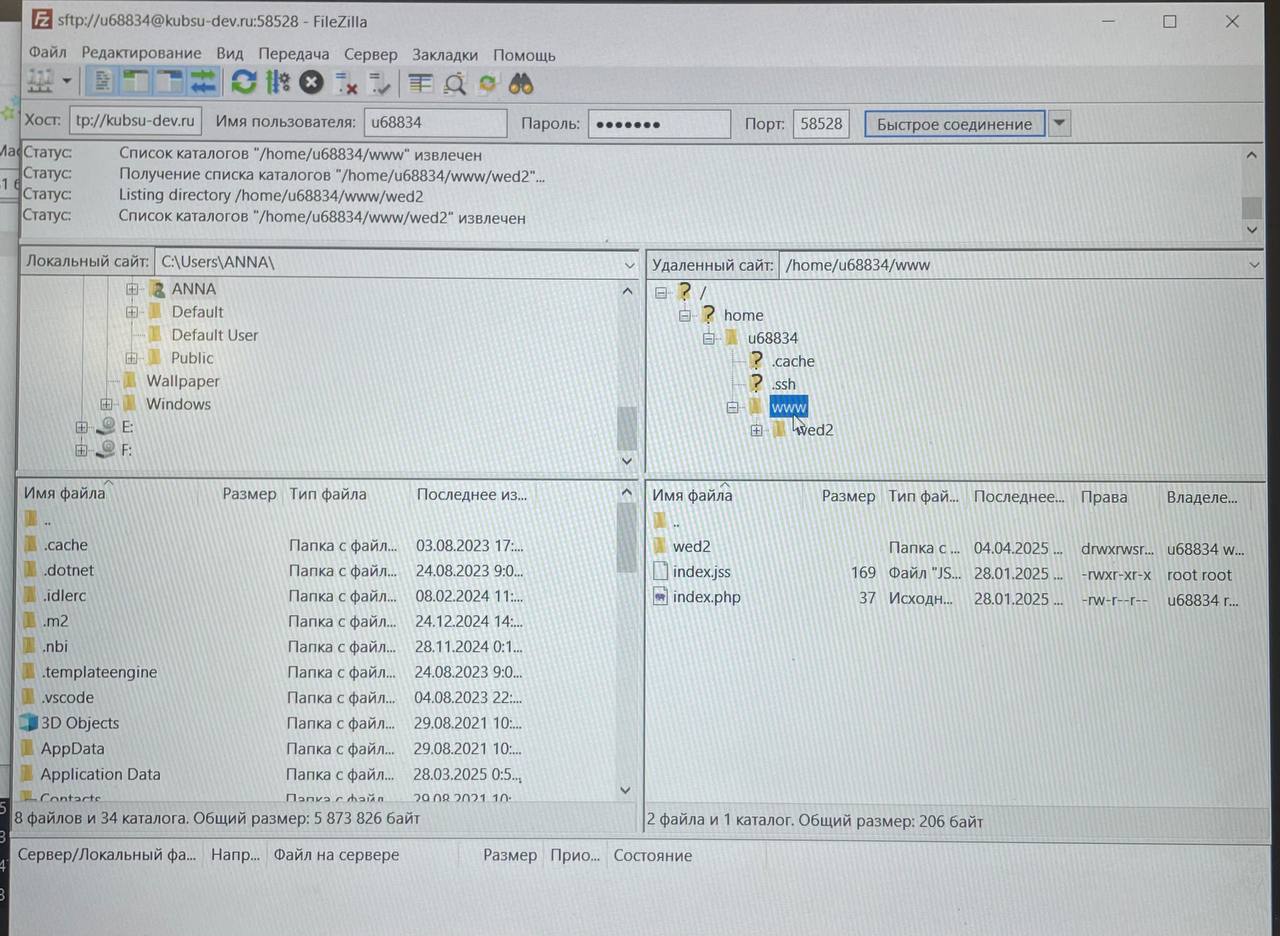 sftp://u68834@kubsu-dev.ru:58528 - FileZilla
Файл Редактирование Вид Передача Сервер Закладки Помощь
Хост: tp://kubsu-dev.ru Имя пользователя: u68834 Пароль: ●●●●●●● Порт: 58528 Быстрое соединение
Статус: Список каталогов "/home/u68834/www" извлечен
Статус: Получение списка каталогов "/home/u68834/www/wed2"...
Статус: Listing directory /home/u68834/www/wed2
Статус: Список каталогов "/home/u68834/www/wed2" извлечен
Локальный сайт: C:\Users\ANNA\
ANNA
Default
Default User
Public
Wallpaper
Windows
E:
F:
Удаленный сайт: /home/u68834/www
/
home
u68834
.cache
.ssh
www
wed2
Имя файла Размер Тип файла Последнее из...
..
.cache Папка с файл... 03.08.2023 17:...
.dotnet Папка с файл... 24.08.2023 9:0...
.idlerc Папка с файл... 08.02.2024 11:...
.m2 Папка с файл... 24.12.2024 14:...
.nbi Папка с файл... 28.11.2024 0:1...
.templateengine Папка с файл... 24.08.2023 9:0...
.vscode Папка с файл... 04.08.2023 22:...
3D Objects Папка с файл... 29.08.2021 10:...
AppData Папка с файл... 29.08.2021 10:...
Application Data Папка с файл... 28.03.2025 0:5...
Contacts Папка с файл... 29.08.2021 10:
8 файлов и 34 каталога. Общий размер: 5 873 826 байт
Имя файла Размер Тип фай... Последнее... Права Владеле...
..
wed2 Папка с ... 04.04.2025 ... drwxrwsr... u68834 w...
index.jss 169 Файл "JS... 28.01.2025 ... -rwxr-xr-x root root
index.php 37 Исходн... 28.01.2025 ... -rw-r--r-- u68834 r...
2 файла и 1 каталог. Общий размер: 206 байт
Сервер/Локальный фа... Напр... Файл на сервере Размер Прио... Состояние